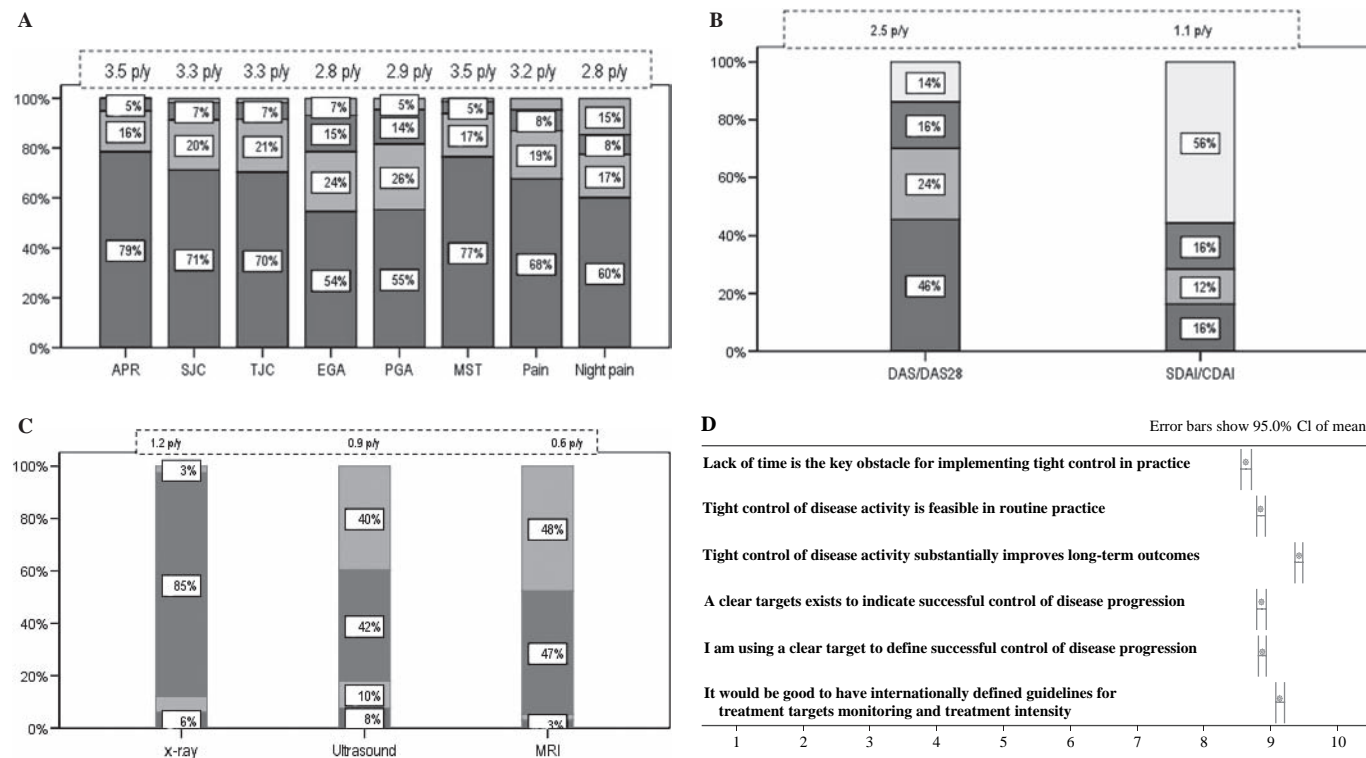 A
3.5 p/y 3.3 p/y 3.3 p/y 2.8 p/y 2.9 p/y 3.5 p/y 3.2 p/y 2.8 p/y
100%
80%
60%
40%
20%
0%
5% 7% 7% 7% 5% 5% 8% 15%
16% 20% 21% 15% 14% 17% 19% 8%
24% 26% 17%
79% 71% 70% 54% 55% 77% 68% 60%
APR SJC TJC EGA PGA MST Pain Night pain
B
2.5 p/y 1.1 p/y
100%
80%
60%
40%
20%
0%
14% 56%
16% 16%
24% 12%
46% 16%
DAS/DAS28 SDAI/CDAI
C
1.2 p/y 0.9 p/y 0.6 p/y
100%
80%
60%
40%
20%
0%
3% 40% 48%
85% 42% 47%
10%
6% 8% 3%
x-ray Ultrasound MRI
D
Error bars show 95.0% Cl of mean
Lack of time is the key obstacle for implementing tight control in practice
Tight control of disease activity is feasible in routine practice
Tight control of disease activity substantially improves long-term outcomes
A clear targets exists to indicate successful control of disease progression
I am using a clear target to define successful control of disease progression
It would be good to have internationally defined guidelines for
treatment targets monitoring and treatment intensity
1 2 3 4 5 6 7 8 9 10